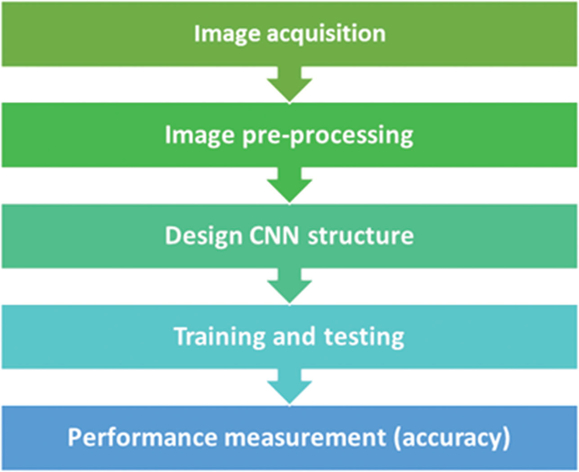 Image acquisition
Image pre-processing
Design CNN structure
Training and testing
Performance measurement (accuracy)